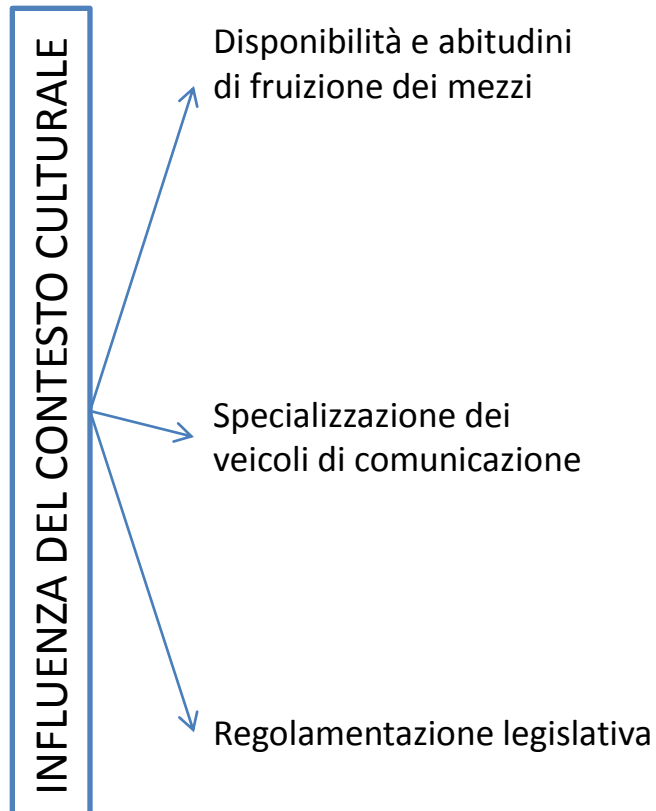 INFLUENZA DEL CONTESTO CULTURALE
Disponibilità e abitudini
di fruizione dei mezzi
Specializzazione dei
veicoli di comunicazione
Regolamentazione legislativa